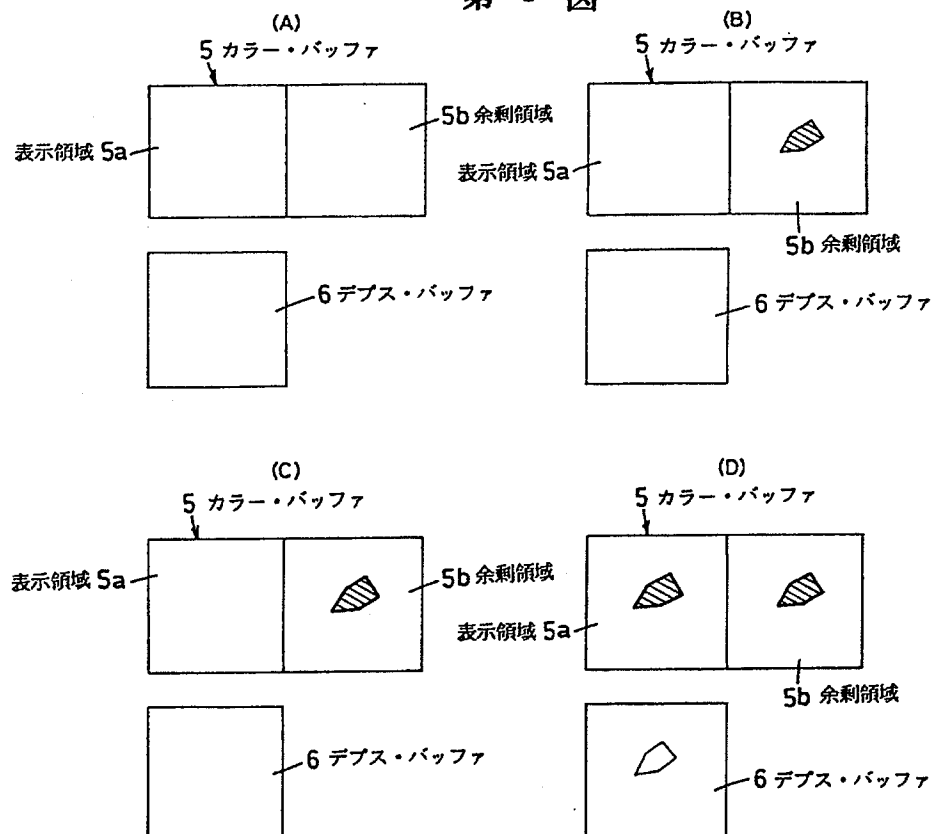 第 図
(A)
5 カラー・バッファ
表示領域 5a
5b 余剰領域
6 デプス・バッファ
(B)
5 カラー・バッファ
表示領域 5a
5b 余剰領域
6 デプス・バッファ
(C)
5 カラー・バッファ
表示領域 5a
5b 余剰領域
6 デプス・バッファ
(D)
5 カラー・バッファ
表示領域 5a
5b 余剰領域
6 デプス・バッファ